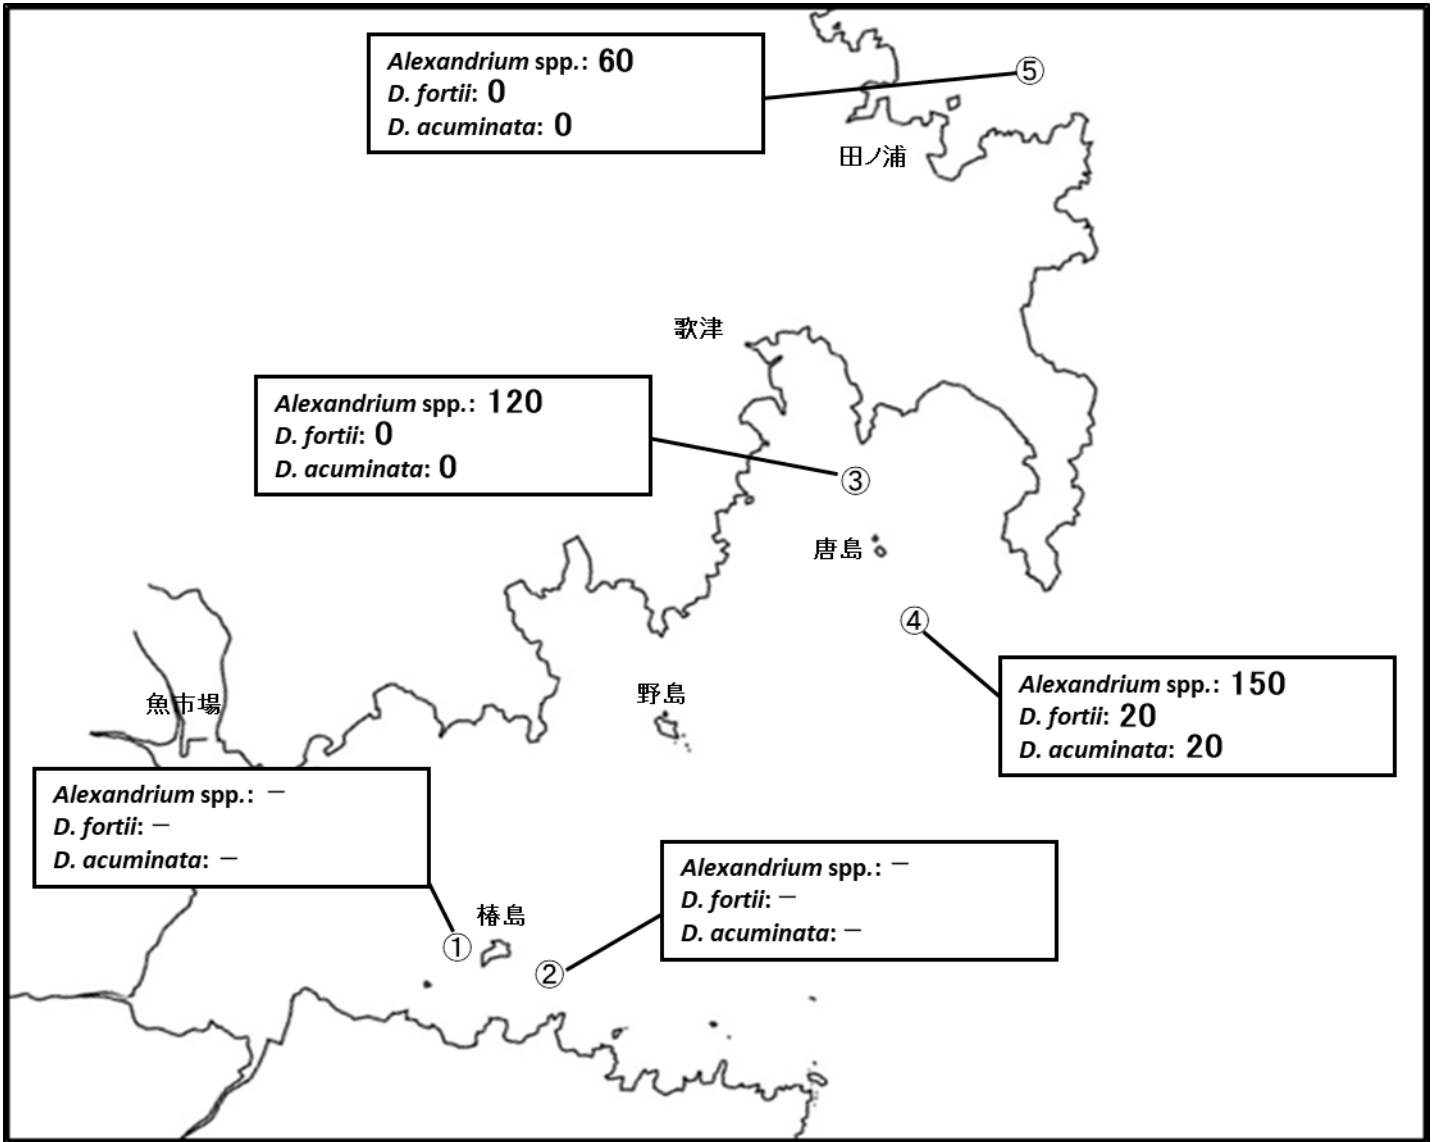 Alexandrium spp.: 60
D. fortii: 0
D. acuminata: 0
⑤
田ノ浦
歌津
Alexandrium spp.: 120
D. fortii: 0
D. acuminata: 0
③
唐島
④
Alexandrium spp.: 150
D. fortii: 20
D. acuminata: 20
野島
魚市場
Alexandrium spp.: －
D. fortii: －
D. acuminata: －
Alexandrium spp.: －
D. fortii: －
D. acuminata: －
椿島
①
②